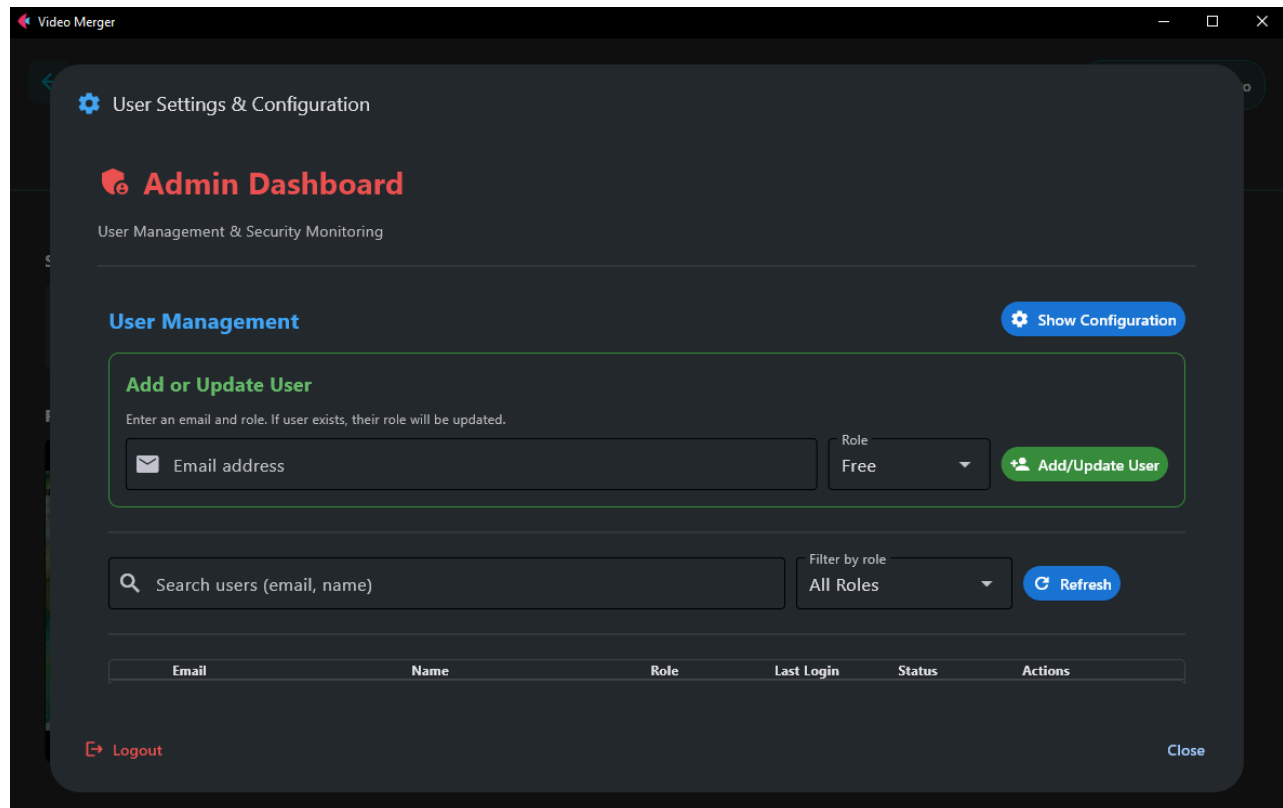 Video Merger
User Settings & Configuration
Admin Dashboard
User Management & Security Monitoring
User Management
Show Configuration
Add or Update User
Enter an email and role. If user exists, their role will be updated.
Email address
Role
Free
Add/Update User
Search users (email, name)
Filter by role
All Roles
Refresh
Email Name Role Last Login Status Actions
Logout
Close